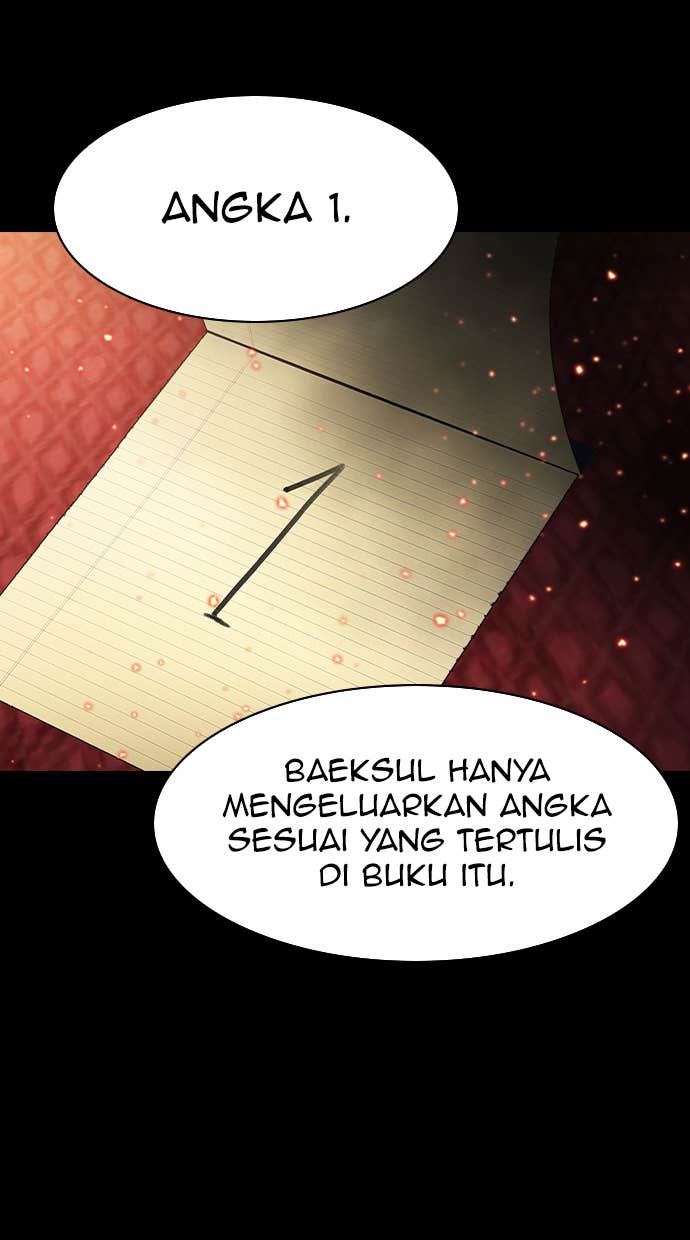 ANGKA 1.
1
BAEKSUL HANYA
MENGELUARKAN ANGKA
SESUAI YANG TERTULIS
DI BUKU ITU.